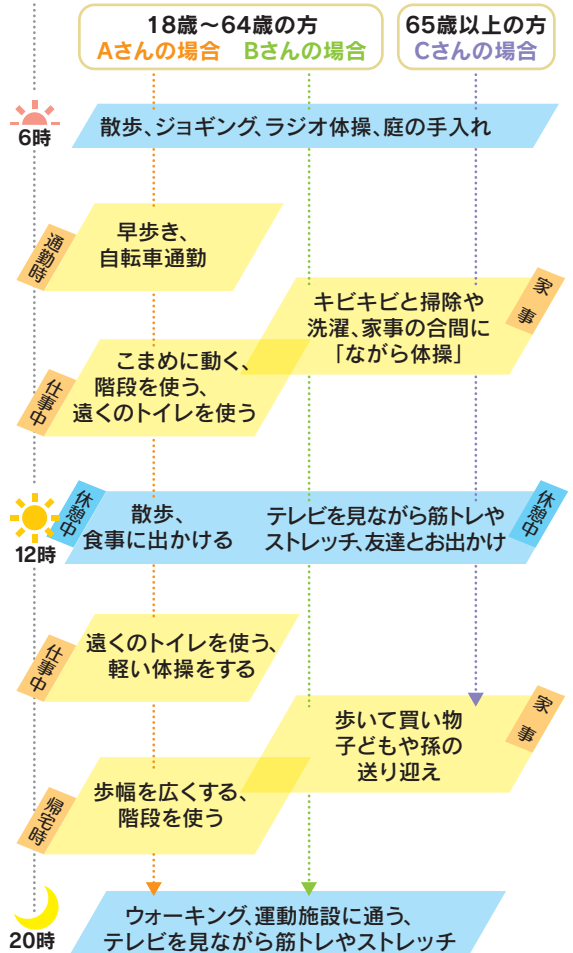 18歳～64歳の方
Aさんの場合 Bさんの場合
65歳以上の方
Cさんの場合
6時
散歩、ジョギング、ラジオ体操、庭の手入れ
通勤時
早歩き、
自転車通勤
家事
キビキビと掃除や
洗濯、家事の合間に
「ながら体操」
仕事中
こまめに動く、
階段を使う、
遠くのトイレを使う
12時
休憩中
散歩、
食事に出かける
テレビを見ながら筋トレや
ストレッチ、友達とお出かけ
休憩中
仕事中
遠くのトイレを使う、
軽い体操をする
家事
歩いて買い物
子どもや孫の
送り迎え
帰宅時
歩幅を広くする、
階段を使う
20時
ウォーキング、運動施設に通う、
テレビを見ながら筋トレやストレッチ